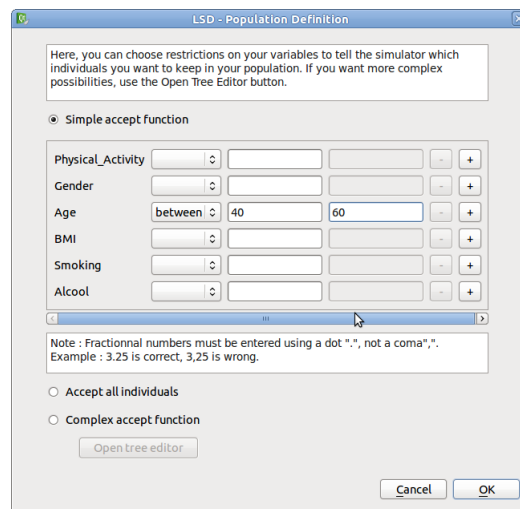 LSD - Population Definition
Here, you can choose restrictions on your variables to tell the simulator which
individuals you want to keep in your population. If you want more complex
possibilities, use the Open Tree Editor button.
Simple accept function
Physical_Activity - +
Gender - +
Age between 40 60 - +
BMI - +
Smoking - +
Alcool - +
Note : Fractionnal numbers must be entered using a dot ".", not a coma",".
Example : 3.25 is correct, 3,25 is wrong.
Accept all individuals
Complex accept function
Open tree editor
Cancel OK